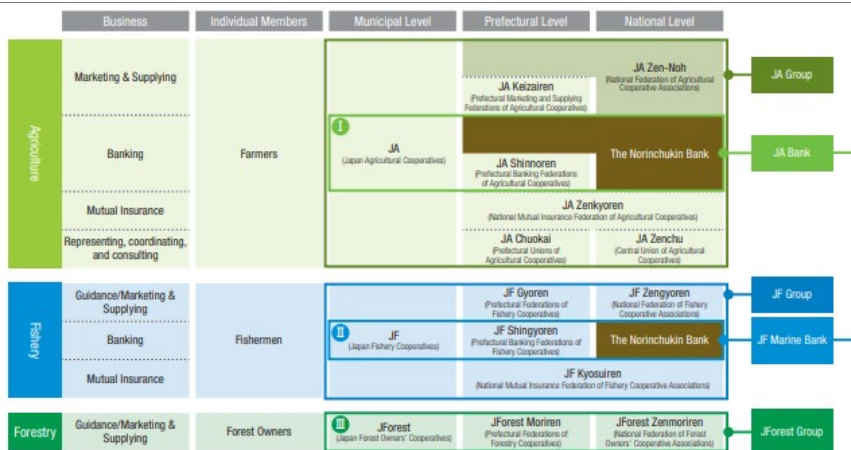 Business
Individual Members
Municipal Level
Prefectural Level
National Level
Agriculture
Marketing & Supplying
Farmers
JA
(Japan Agricultural Cooperatives)
JA Keizairen
(Prefectural Marketing and Supplying
Federations of Agricultural Cooperatives)
JA Zen-Noh
(National Federation of Agricultural
Cooperative Associations)
JA Group
Banking
I
JA Shinnoren
(Prefectural Banking Federations
of Agricultural Cooperatives)
The Norinchukin Bank
JA Bank
Mutual Insurance
JA Zenkyoren
(National Mutual Insurance Federation of Agricultural Cooperatives)
Representing, coordinating,
and consulting
JA Chuokai
(Prefectural Unions of
Agricultural Cooperatives)
JA Zenchu
(Central Union of Agricultural
Cooperatives)
Fishery
Guidance/Marketing &
Supplying
JF Gyoren
(Prefectural Federations of
Fishery Cooperatives)
JF Zengyoren
(National Federation of Fishery
Cooperative Associations)
JF Group
Banking
Fishermen
II
JF
(Japan Fishery Cooperatives)
JF Shingyoren
(Prefectural Banking Federations of
Fishery Cooperatives)
The Norinchukin Bank
JF Marine Bank
Mutual Insurance
JF Kyosuiren
(National Mutual Insurance Federation of Fishery Cooperative Associations)
Forestry
Guidance/Marketing &
Supplying
Forest Owners
III
JForest
(Japan Forest Owners' Cooperatives)
JForest Moriren
(Prefectural Federations of
Forestry Cooperatives)
JForest Zenmoriren
(National Federation of Forest
Owners' Cooperative Associations)
JForest Group